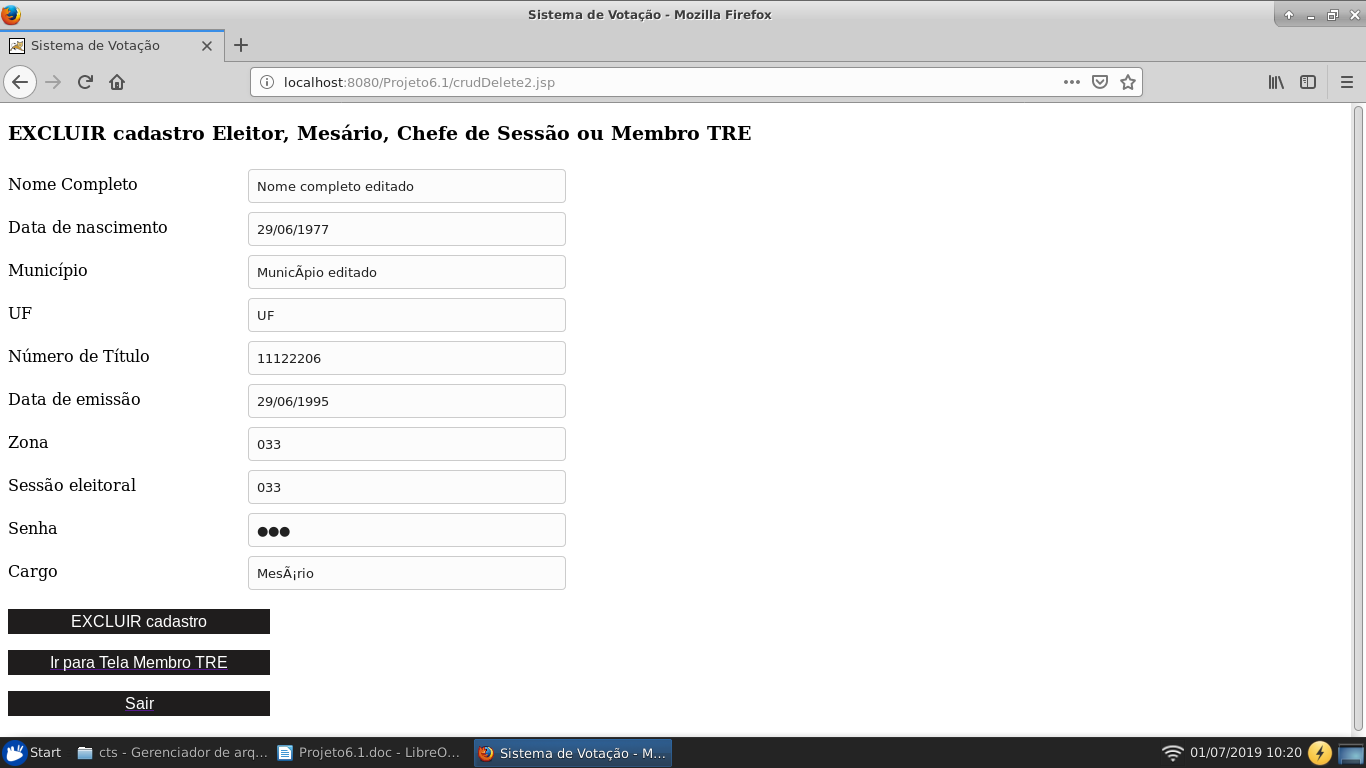 Sistema de Votação - Mozilla Firefox
Sistema de Votação
localhost:8080/Projeto6.1/crudDelete2.jsp
EXCLUIR cadastro Eleitor, Mesário, Chefe de Sessão ou Membro TRE
Nome Completo Nome completo editado
Data de nascimento 29/06/1977
Município MunicÃ­pio editado
UF UF
Número de Título 11122206
Data de emissão 29/06/1995
Zona 033
Sessão eleitoral 033
Senha ●●●
Cargo MesÃ¡rio
EXCLUIR cadastro
Ir para Tela Membro TRE
Sair
Start cts - Gerenciador de arq... Projeto6.1.doc - LibreO... Sistema de Votação - M... 01/07/2019 10:20